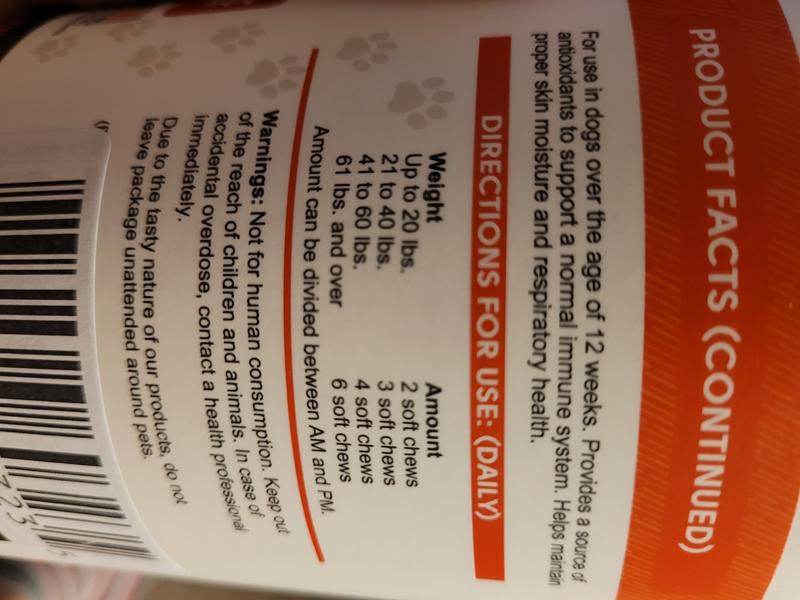 PRODUCT FACTS (CONTINUED)
For use in dogs over the age of 12 weeks. Provides a source of
antioxidants to support a normal immune system. Helps maintain
proper skin moisture and respiratory health.
DIRECTIONS FOR USE: (DAILY)
Weight Amount
Up to 20 lbs. 2 soft chews
21 to 40 lbs. 3 soft chews
41 to 60 lbs. 4 soft chews
61 lbs. and over 6 soft chews
Amount can be divided between AM and PM.
Warnings: Not for human consumption. Keep out
of the reach of children and animals. In case of
accidental overdose, contact a health professional
immediately.
Due to the tasty nature of our products, do not
leave package unattended around pets.